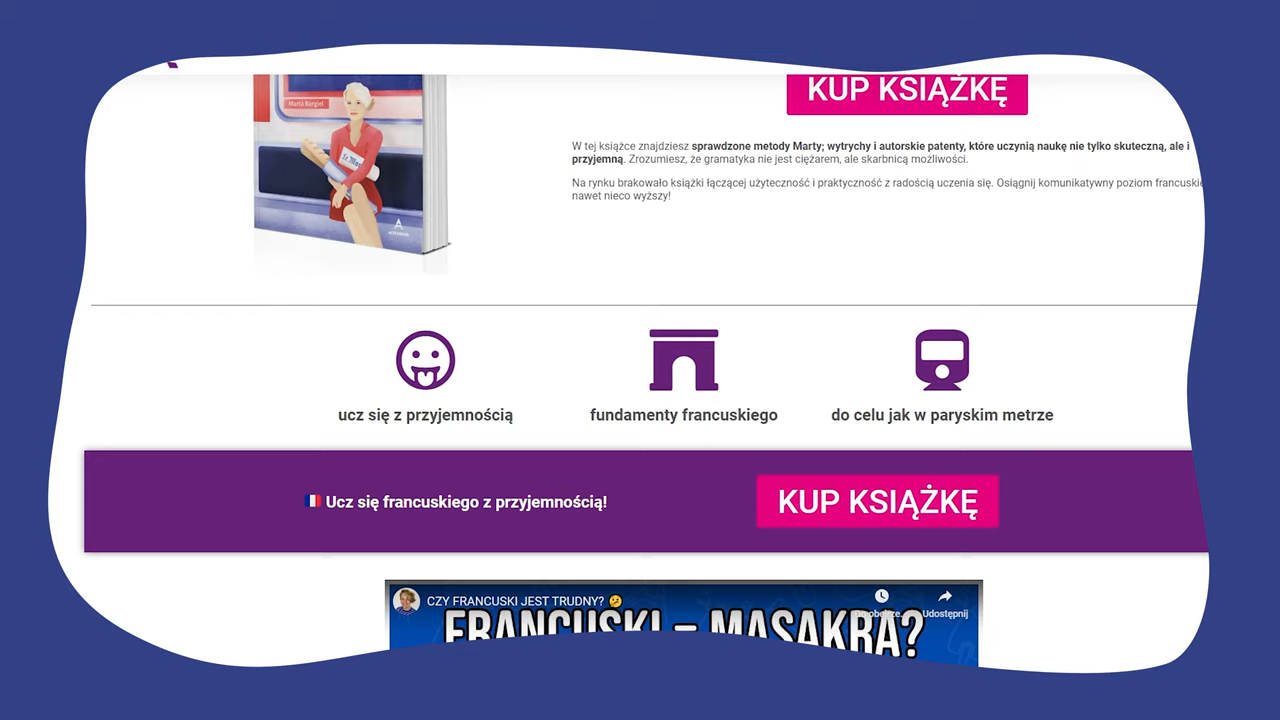 KUP KSIĄŻKĘ
Marta Bargiel
W tej książce znajdziesz sprawdzone metody Marty; wytrychy i autorskie patenty, które uczynią naukę nie tylko skuteczną, ale i
przyjemną. Zrozumiesz, że gramatyka nie jest ciężarem, ale skarbnicą możliwości.
Na rynku brakowało książki łączącej użyteczność i praktyczność z radością uczenia się. Osiągnij komunikatywny poziom
nawet nieco wyższy!
ucz się z przyjemnością
fundamenty francuskiego
do celu jak w paryskim metrze
Ucz się francuskiego z przyjemnością!
KUP KSIĄŻKĘ
CZY FRANCUSKI JEST TRUDNY?
Udostępnij
FRANCUSKI = MASAKRA?